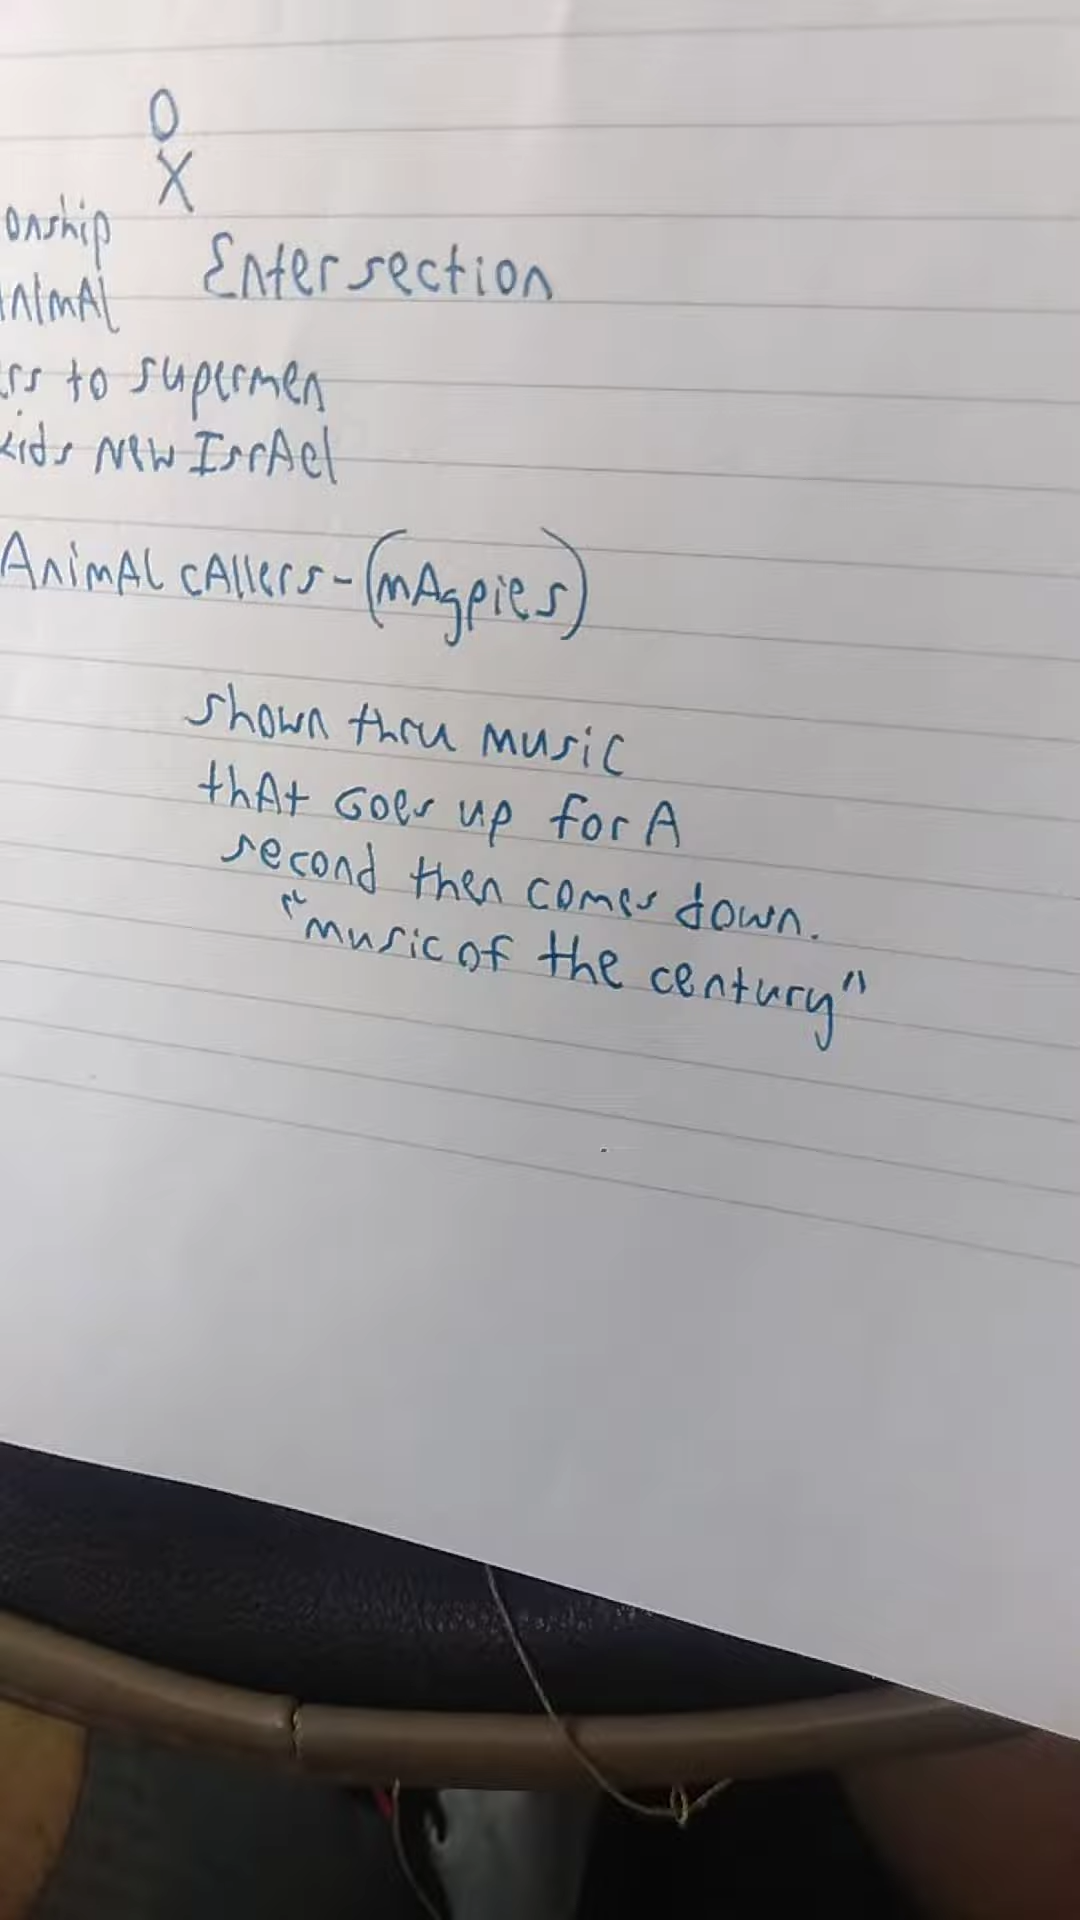 O
X
onship
Entersection
to supermen
kids New IsrAel
AnimAl cAllers - (mAgpies)
shown thru music
thAt Goes up for A
second then comes down.
"music of the century"